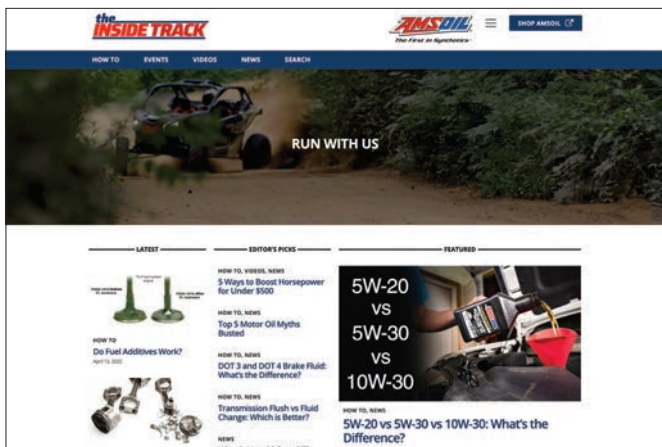 the
INSIDE TRACK
AMSOIL
The First in Synthetics
SHOP AMSOIL
HOW TO EVENTS VIDEOS NEWS SEARCH
RUN WITH US
LATEST
HOW TO
Do Fuel Additives Work?
April 13, 2022
EDITOR'S PICKS
HOW TO, VIDEOS, NEWS
5 Ways to Boost Horsepower
for Under $500
HOW TO, NEWS
Top 5 Motor Oil Myths
Busted
HOW TO, NEWS
DOT 3 and DOT 4 Brake Fluid:
What's the Difference?
HOW TO, NEWS
Transmission Flush vs Fluid
Change: Which is Better?
NEWS
FEATURED
5W-20
vs
5W-30
vs
10W-30
HOW TO, NEWS
5W-20 vs 5W-30 vs 10W-30: What's the
Difference?